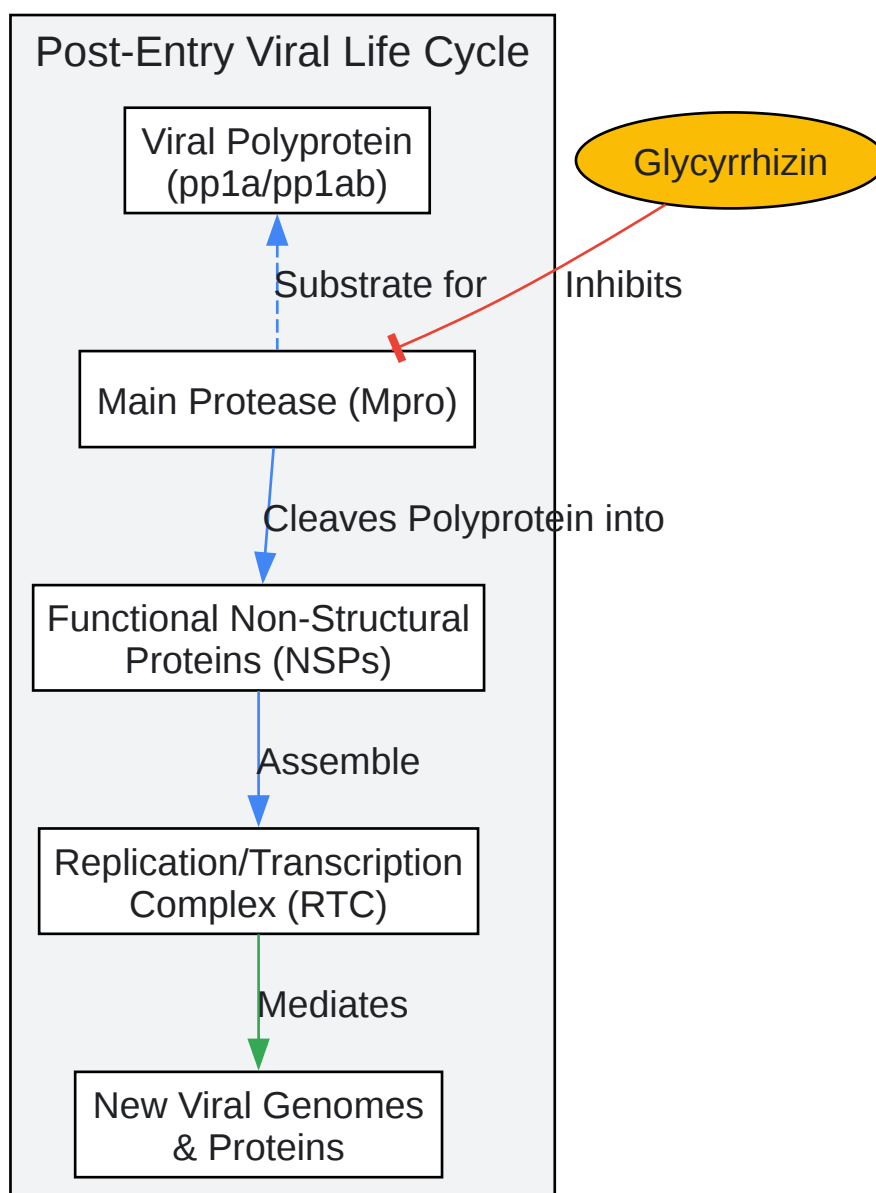 Post-Entry Viral Life Cycle
Viral Polyprotein
(pp1a/pp1ab)
Glycyrrhizin
Substrate for
Inhibits
Main Protease (Mpro)
Cleaves Polyprotein into
Functional Non-Structural
Proteins (NSPs)
Assemble
Replication/Transcription
Complex (RTC)
Mediates
New Viral Genomes
& Proteins